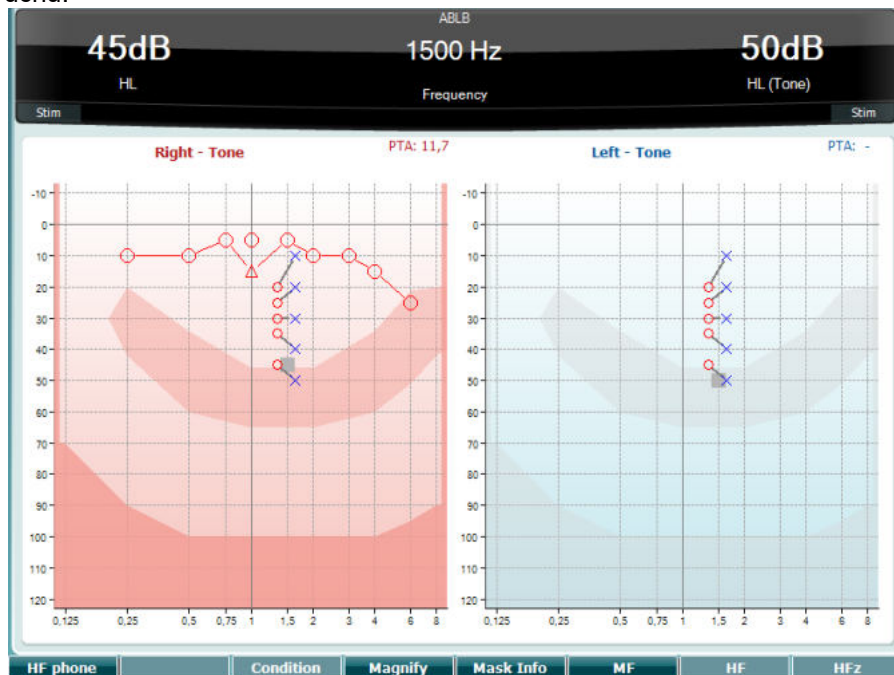 ABLB
45dB 1500 Hz 50dB
HL HL (Tone)
Frequency
Stim Stim
Right - Tone PTA: 11,7 Left - Tone PTA: -
-10 -10
0 0
10 10
20 20
30 30
40 40
50 50
60 60
70 70
80 80
90 90
100 100
110 110
120 120
0,125 0,25 0,5 0,75 1 1,5 2 3 4 6 8 0,125 0,25 0,5 0,75 1 1,5 2 3 4 6 8
HF phone Condition Magnify Mask Info MF HF HFz